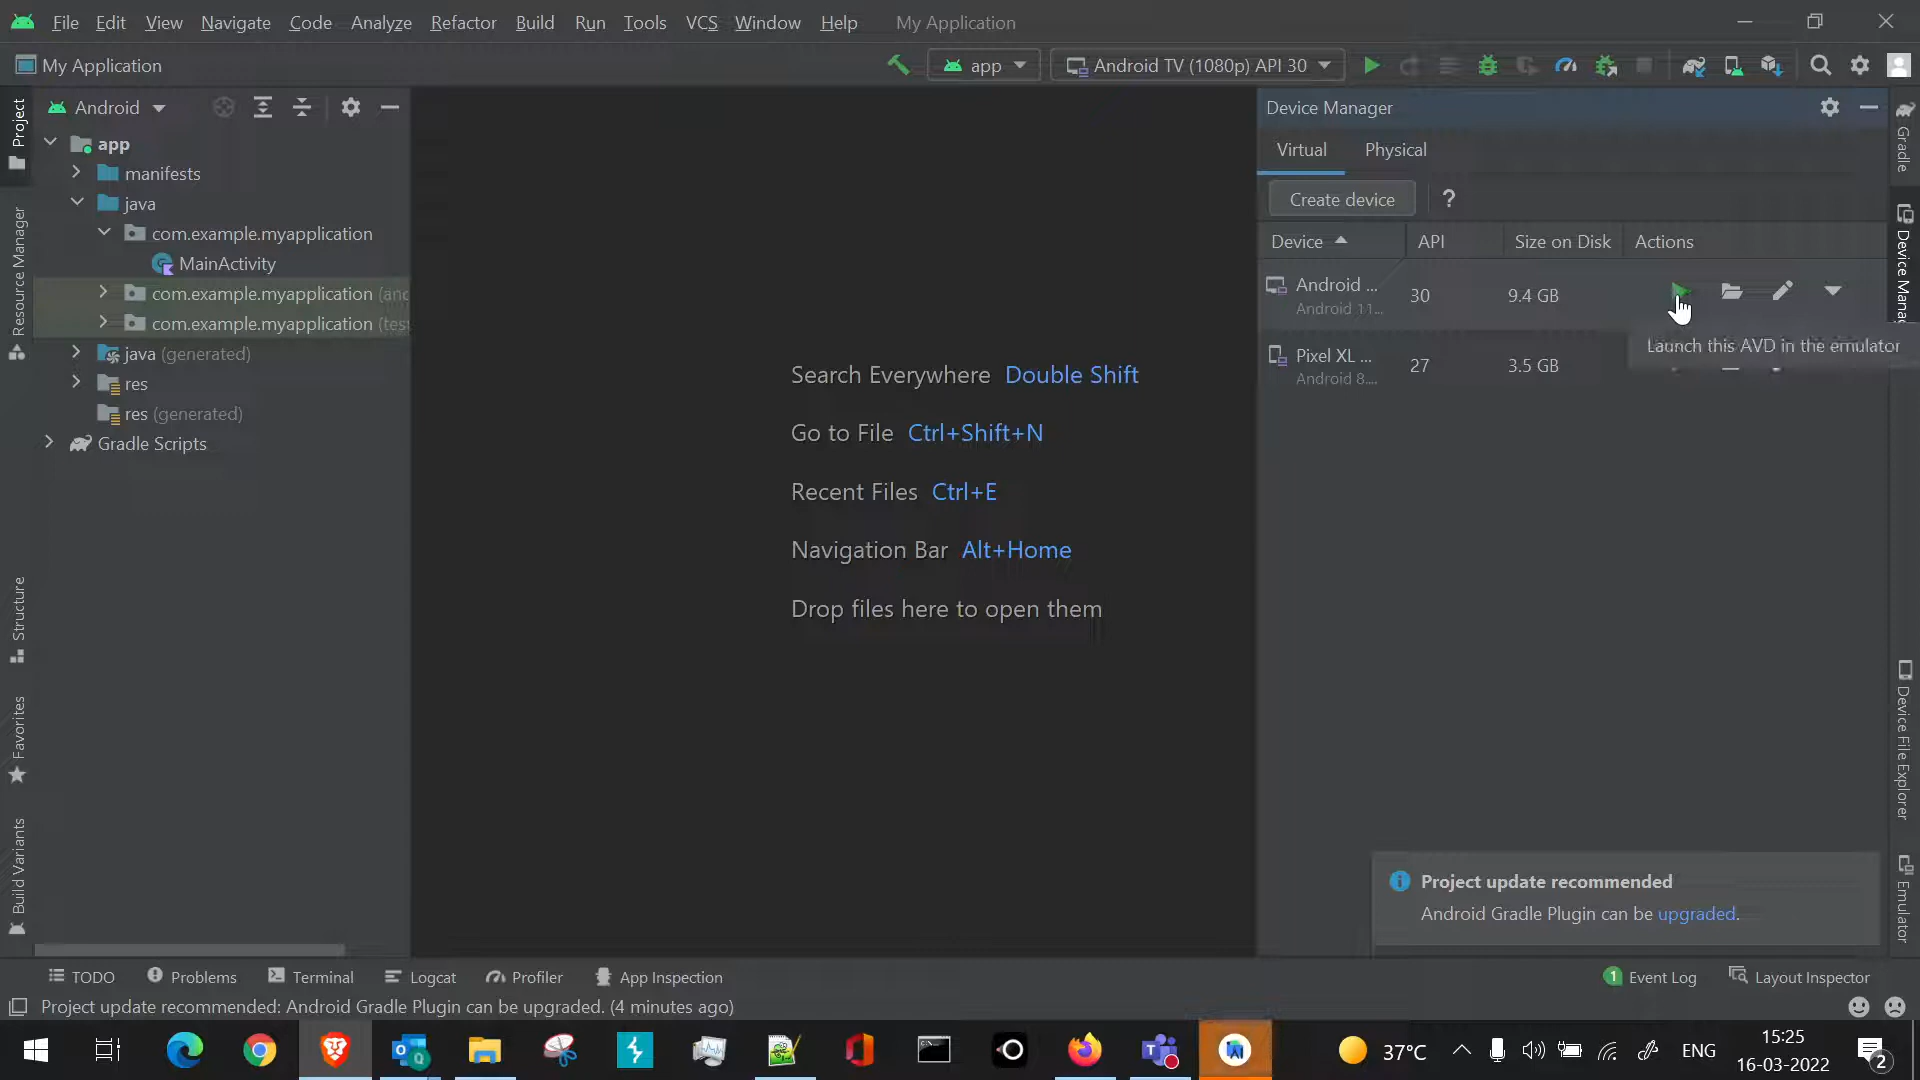 File Edit View Navigate Code Analyze Refactor Build Run Tools VCS Window Help My Application
My Application
app
Android TV (1080p) API 30
Project
Android
app
manifests
java
com.example.myapplication
MainActivity
com.example.myapplication (anc
com.example.myapplication (test
java (generated)
res
res (generated)
Gradle Scripts
Resource Manager
Structure
Favorites
Build Variants
Search Everywhere Double Shift
Go to File Ctrl+Shift+N
Recent Files Ctrl+E
Navigation Bar Alt+Home
Drop files here to open them
Device Manager
Virtual Physical
Create device ?
Device API Size on Disk Actions
Android ... 30 9.4 GB
Android 11...
Launch this AVD in the emulator
Pixel XL ... 27 3.5 GB
Android 8....
Gradle
Device Manag
Device File Explorer
Emulator
Project update recommended
Android Gradle Plugin can be upgraded.
TODO Problems Terminal Logcat Profiler App Inspection 1 Event Log Layout Inspector
Project update recommended: Android Gradle Plugin can be upgraded. (4 minutes ago)
37°C ENG 15:25
16-03-2022 2